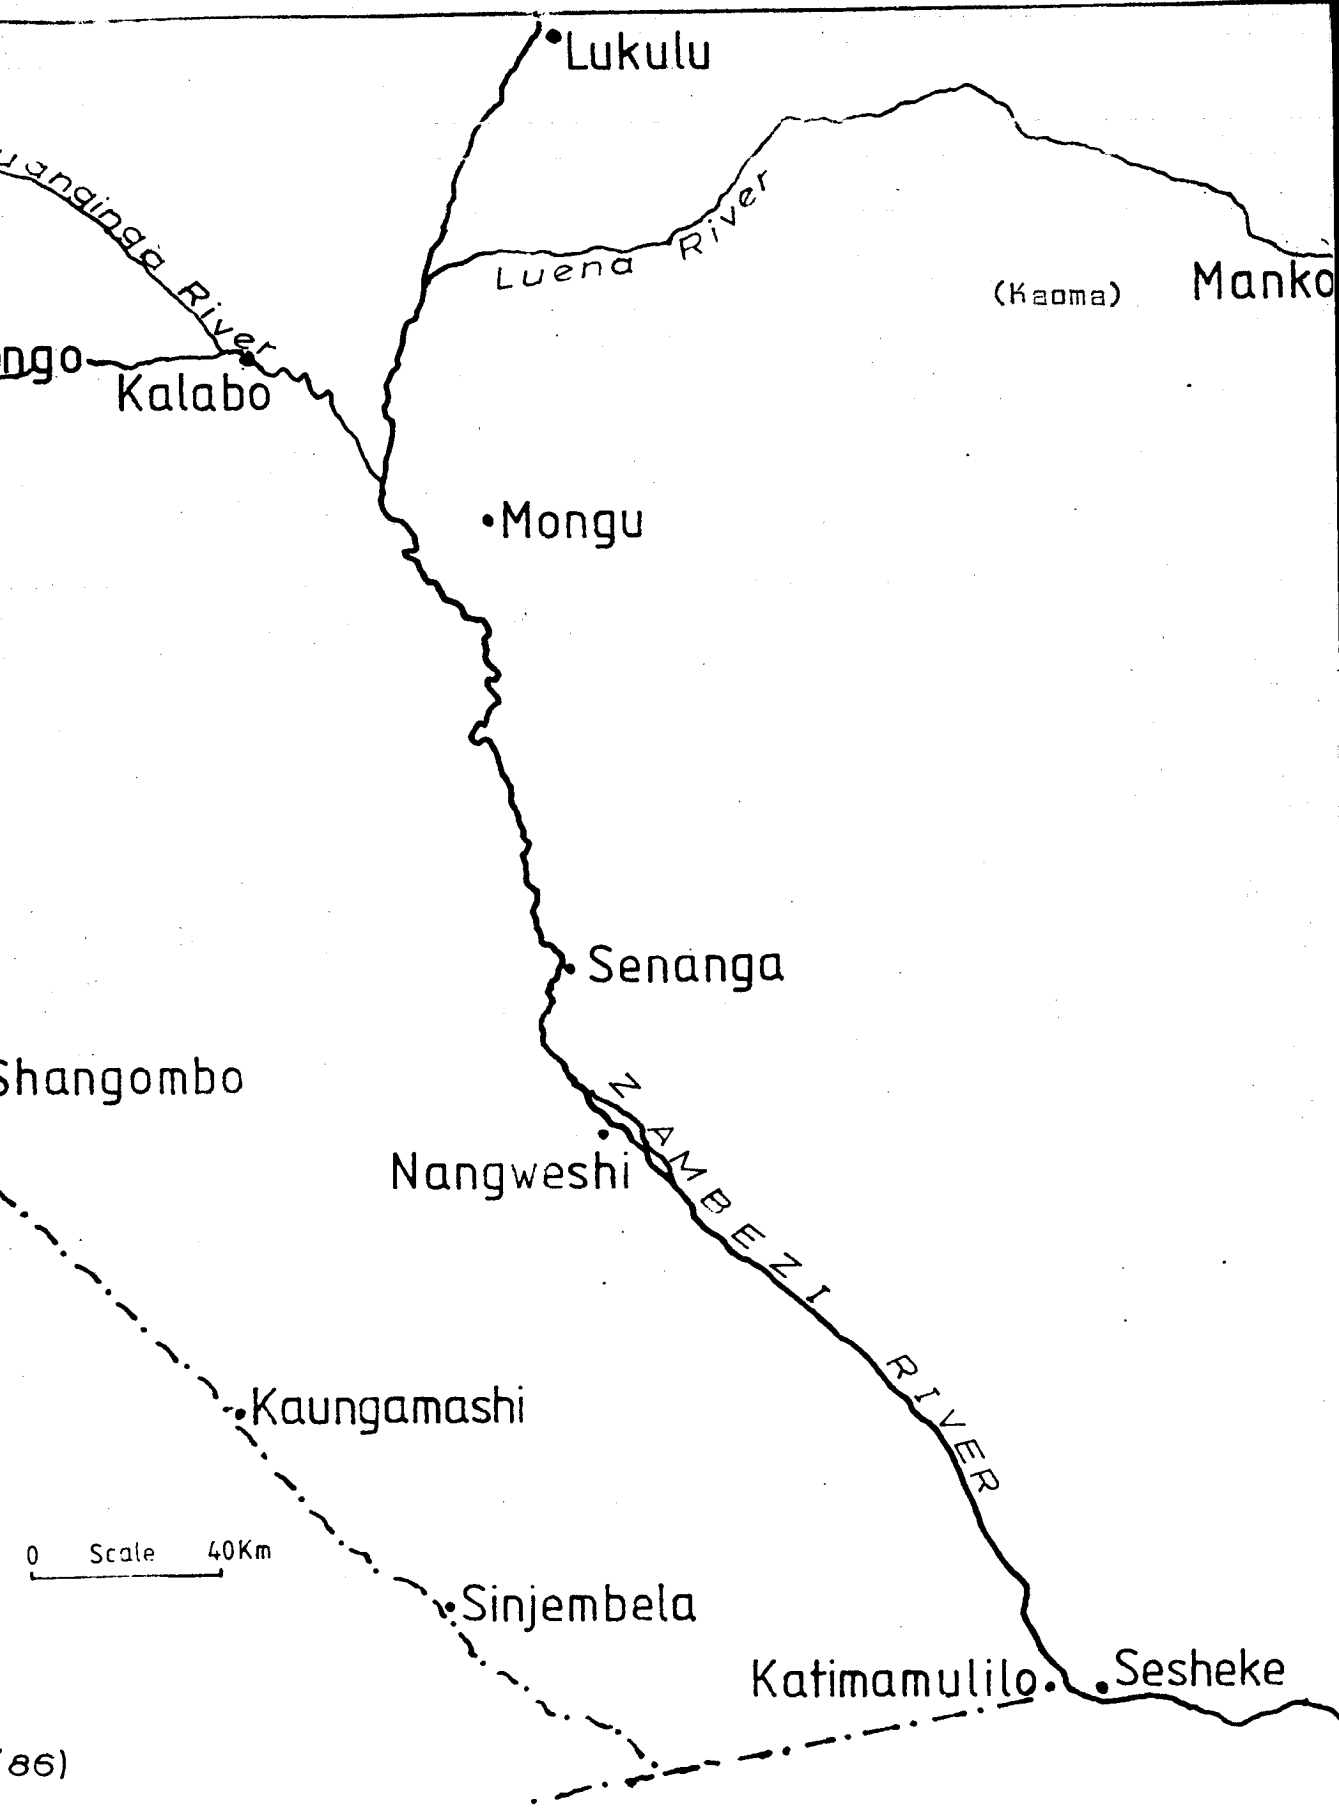 Lukulu
uanginga River
Luena River
(Kaoma)
Manko
ngo
Kalabo
Mongu
Senanga
Shangombo
Nangweshi
ZAMBEZI RIVER
Kaungamashi
0 Scale 40Km
Sinjembela
Katimamulilo
Sesheke
86)